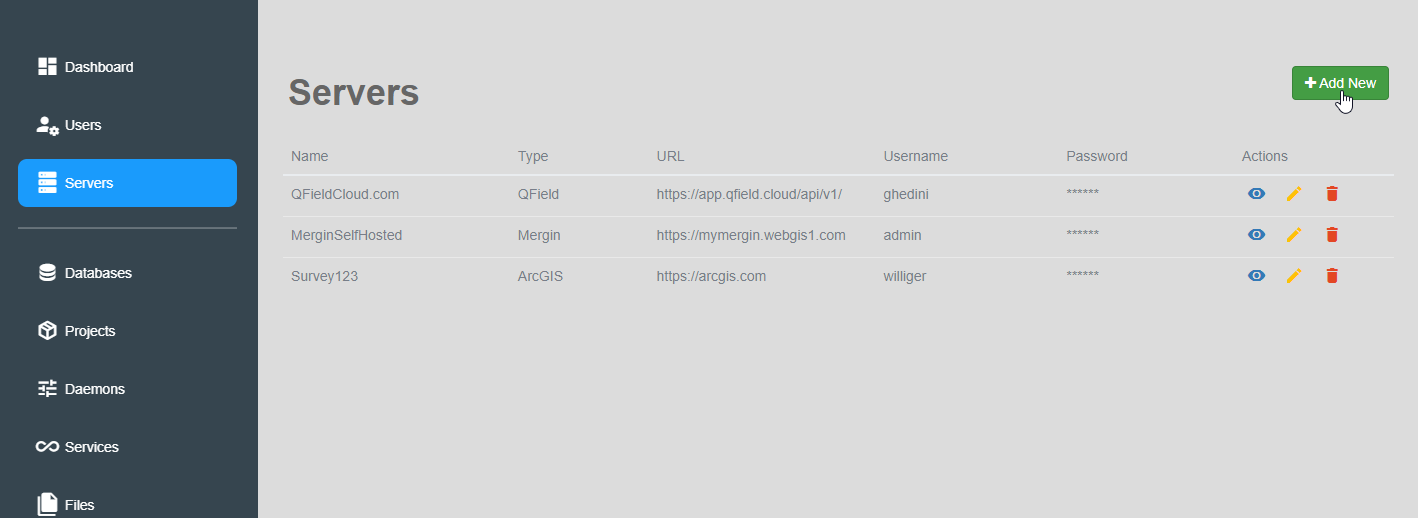 Dashboard
Users
Servers
Databases
Projects
Daemons
Services
Files
Servers
Add New
Name Type URL Username Password Actions
QFieldCloud.com QField https://app.qfield.cloud/api/v1/ ghedini ******
MerginSelfHosted Mergin https://mymergin.webgis1.com admin ******
Survey123 ArcGIS https://arcgis.com williger ******